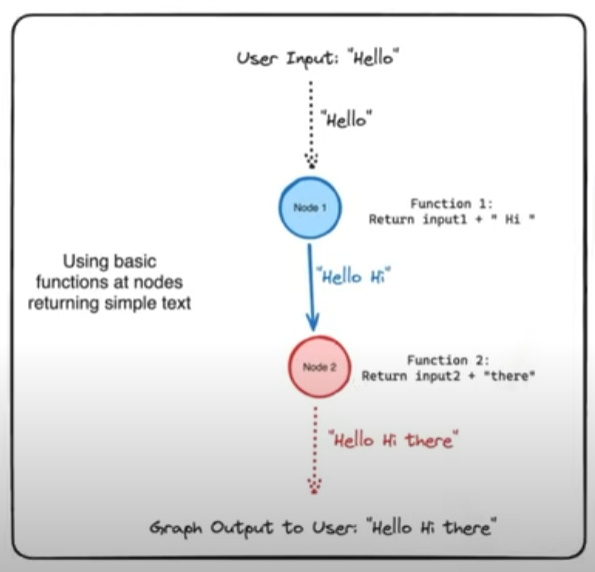 User Input: "Hello"
"Hello"
Node 1
Function 1:
Return input1 + " Hi "
Using basic
functions at nodes
returning simple text
"Hello Hi"
Node 2
Function 2:
Return input2 + "there"
"Hello Hi there"
Graph Output to User: "Hello Hi there"